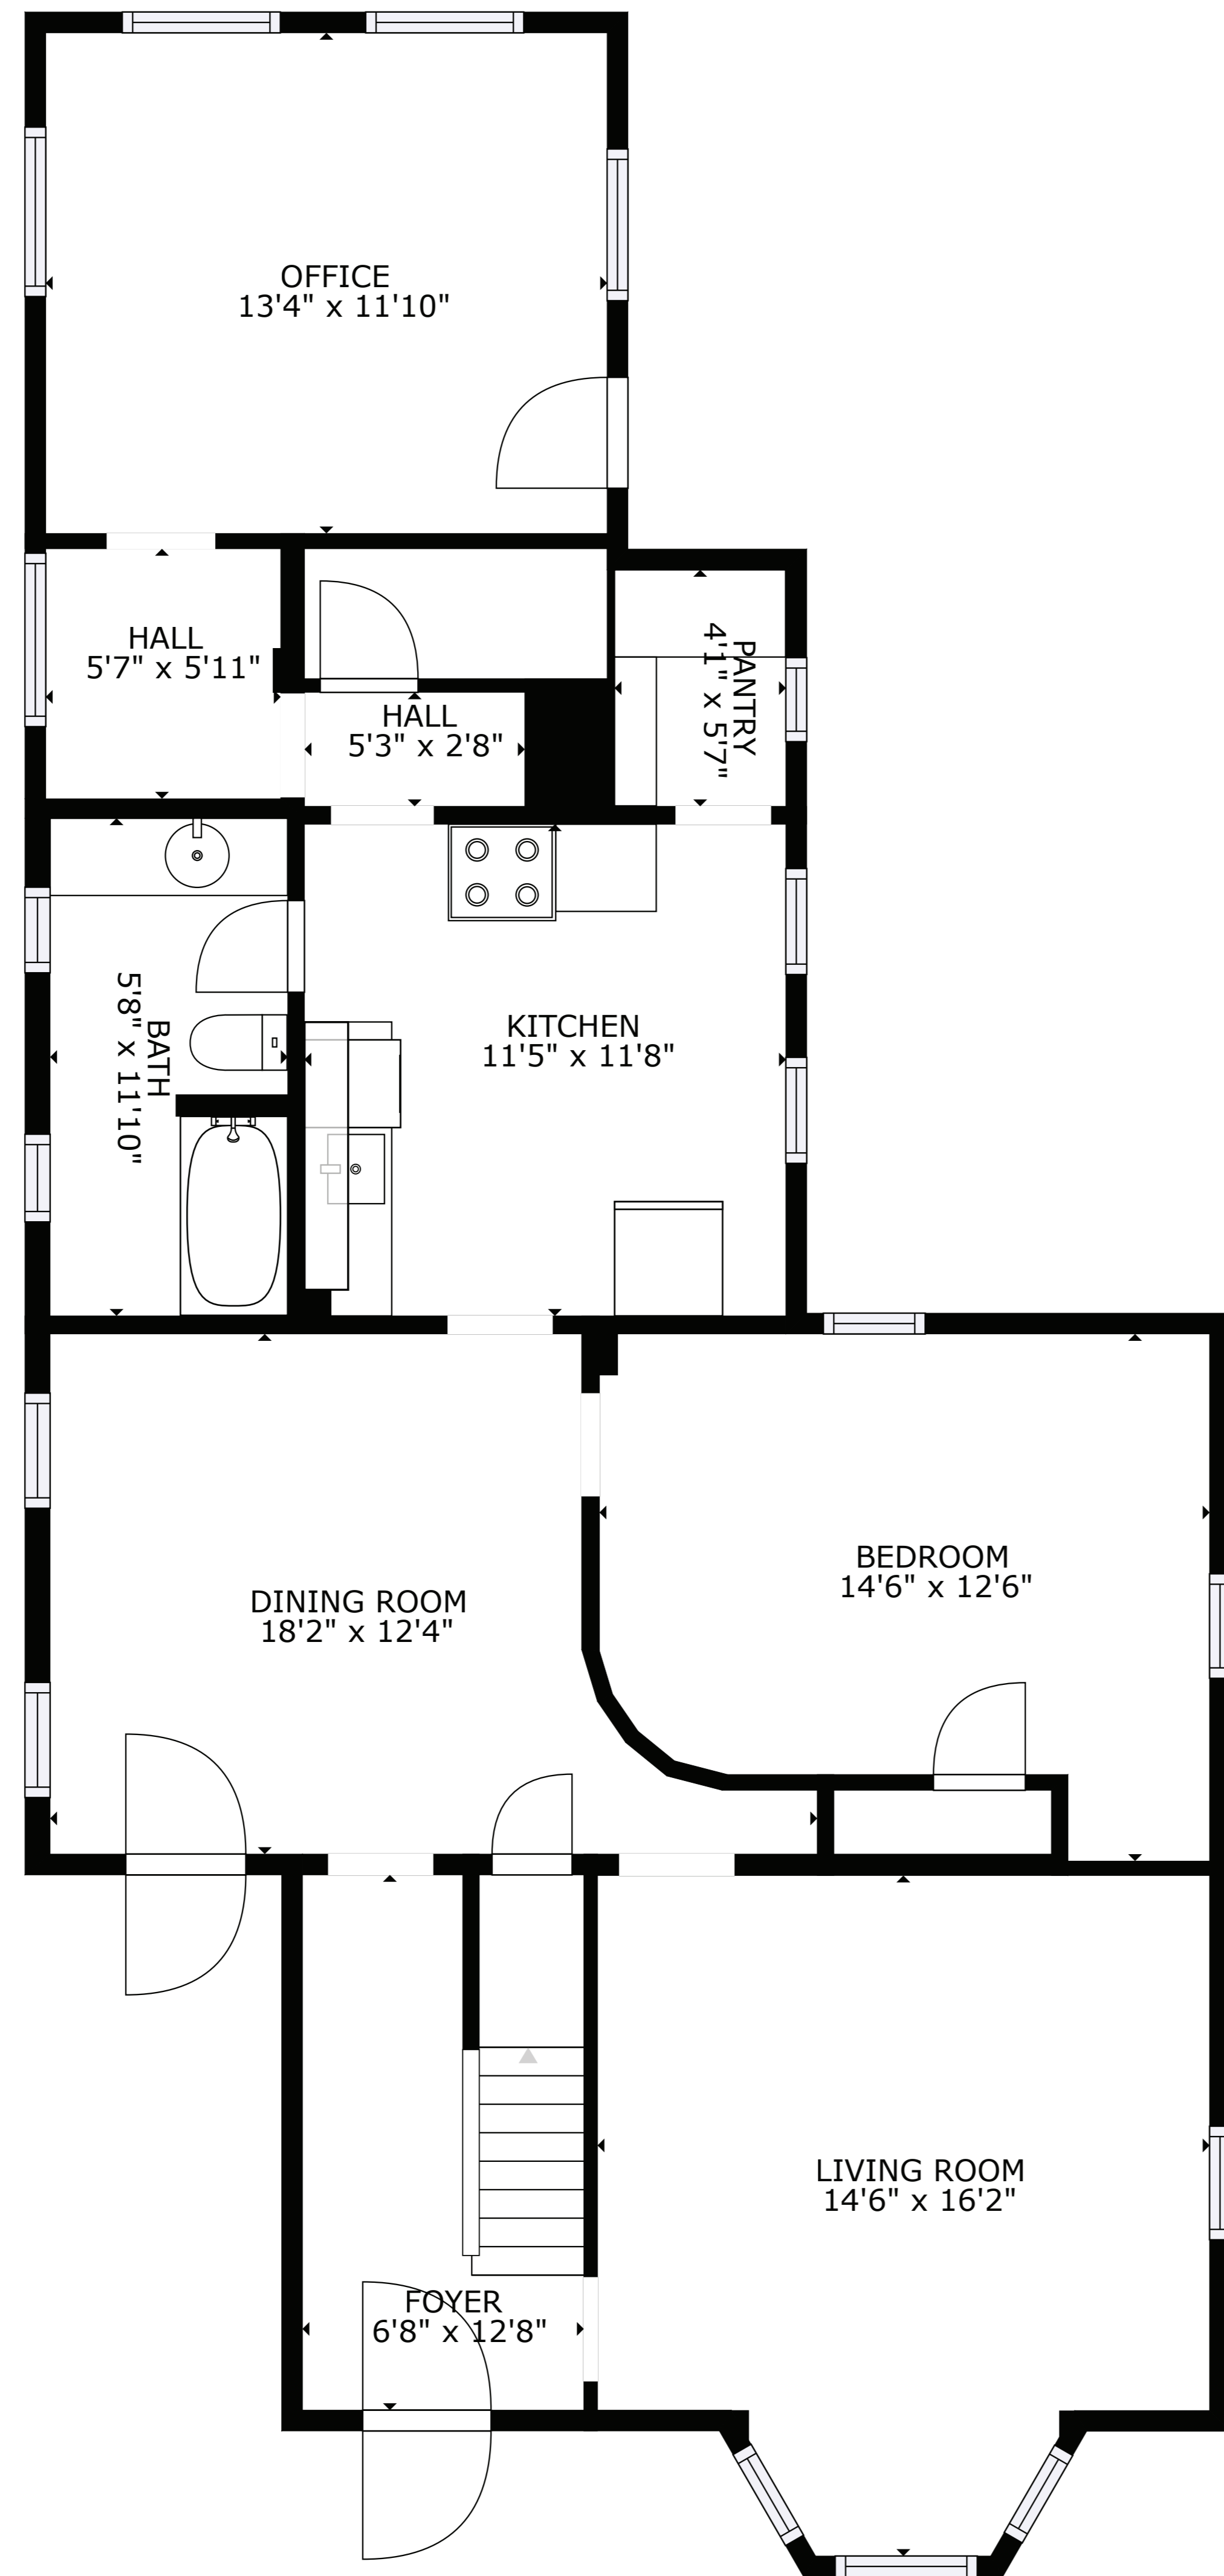 OFFICE
13'4" x 11'10"
HALL
5'7" x 5'11"
HALL
5'3" x 2'8"
PANTRY
4'1" x 5'7"
BATH
5'8" x 11'10"
KITCHEN
11'5" x 11'8"
BEDROOM
14'6" x 12'6"
DINING ROOM
18'2" x 12'4"
LIVING ROOM
14'6" x 16'2"
FOYER
6'8" x 12'8"